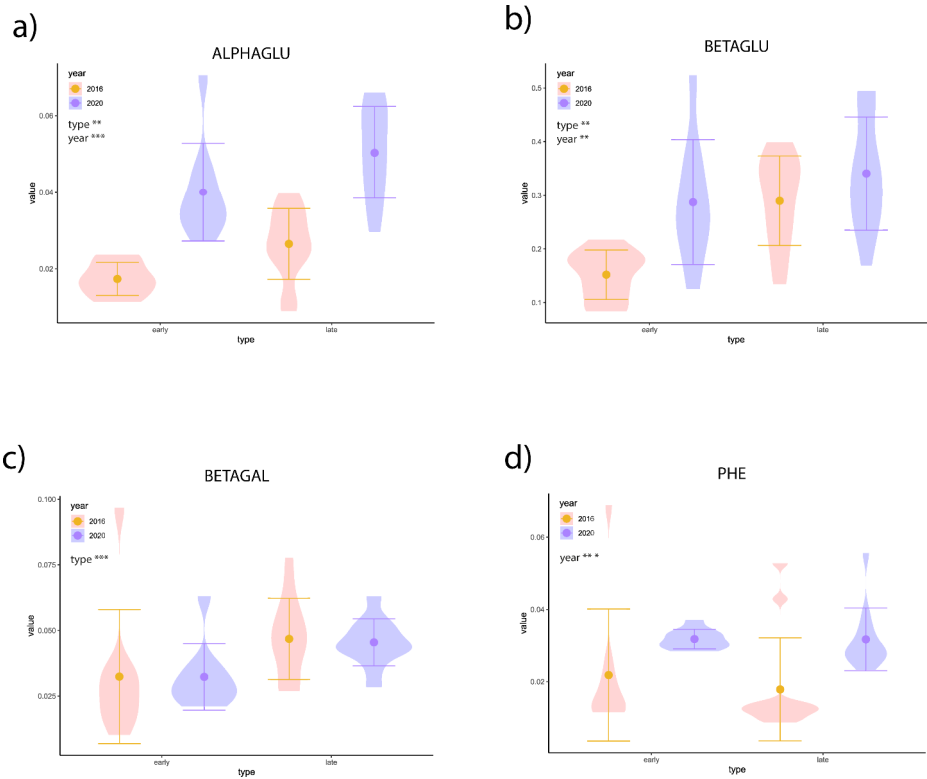 a)
ALPHAGLU
year
2016
2020
type **
year ***
0.06
0.04
0.02
value
early
late
type
b)
BETAGLU
year
2016
2020
type **
year **
0.5
0.4
0.3
0.2
0.1
value
early
late
type
c)
BETAGAL
year
2016
2020
type ***
0.100
0.075
0.050
0.025
value
early
late
type
d)
PHE
year
2016
2020
year ** *
0.06
0.04
0.02
value
early
late
type